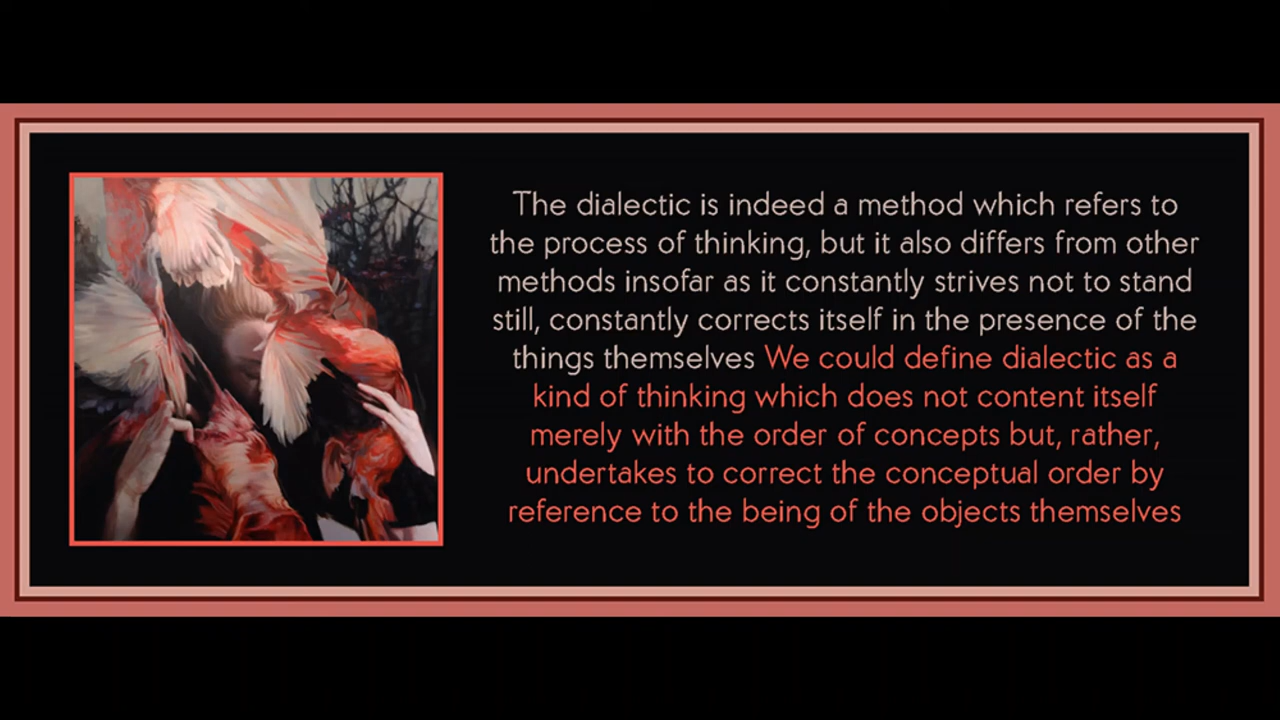 The dialectic is indeed a method which refers to
the process of thinking, but it also differs from other
methods insofar as it constantly strives not to stand
still, constantly corrects itself in the presence of the
things themselves We could define dialectic as a
kind of thinking which does not content itself
merely with the order of concepts but, rather,
undertakes to correct the conceptual order by
reference to the being of the objects themselves